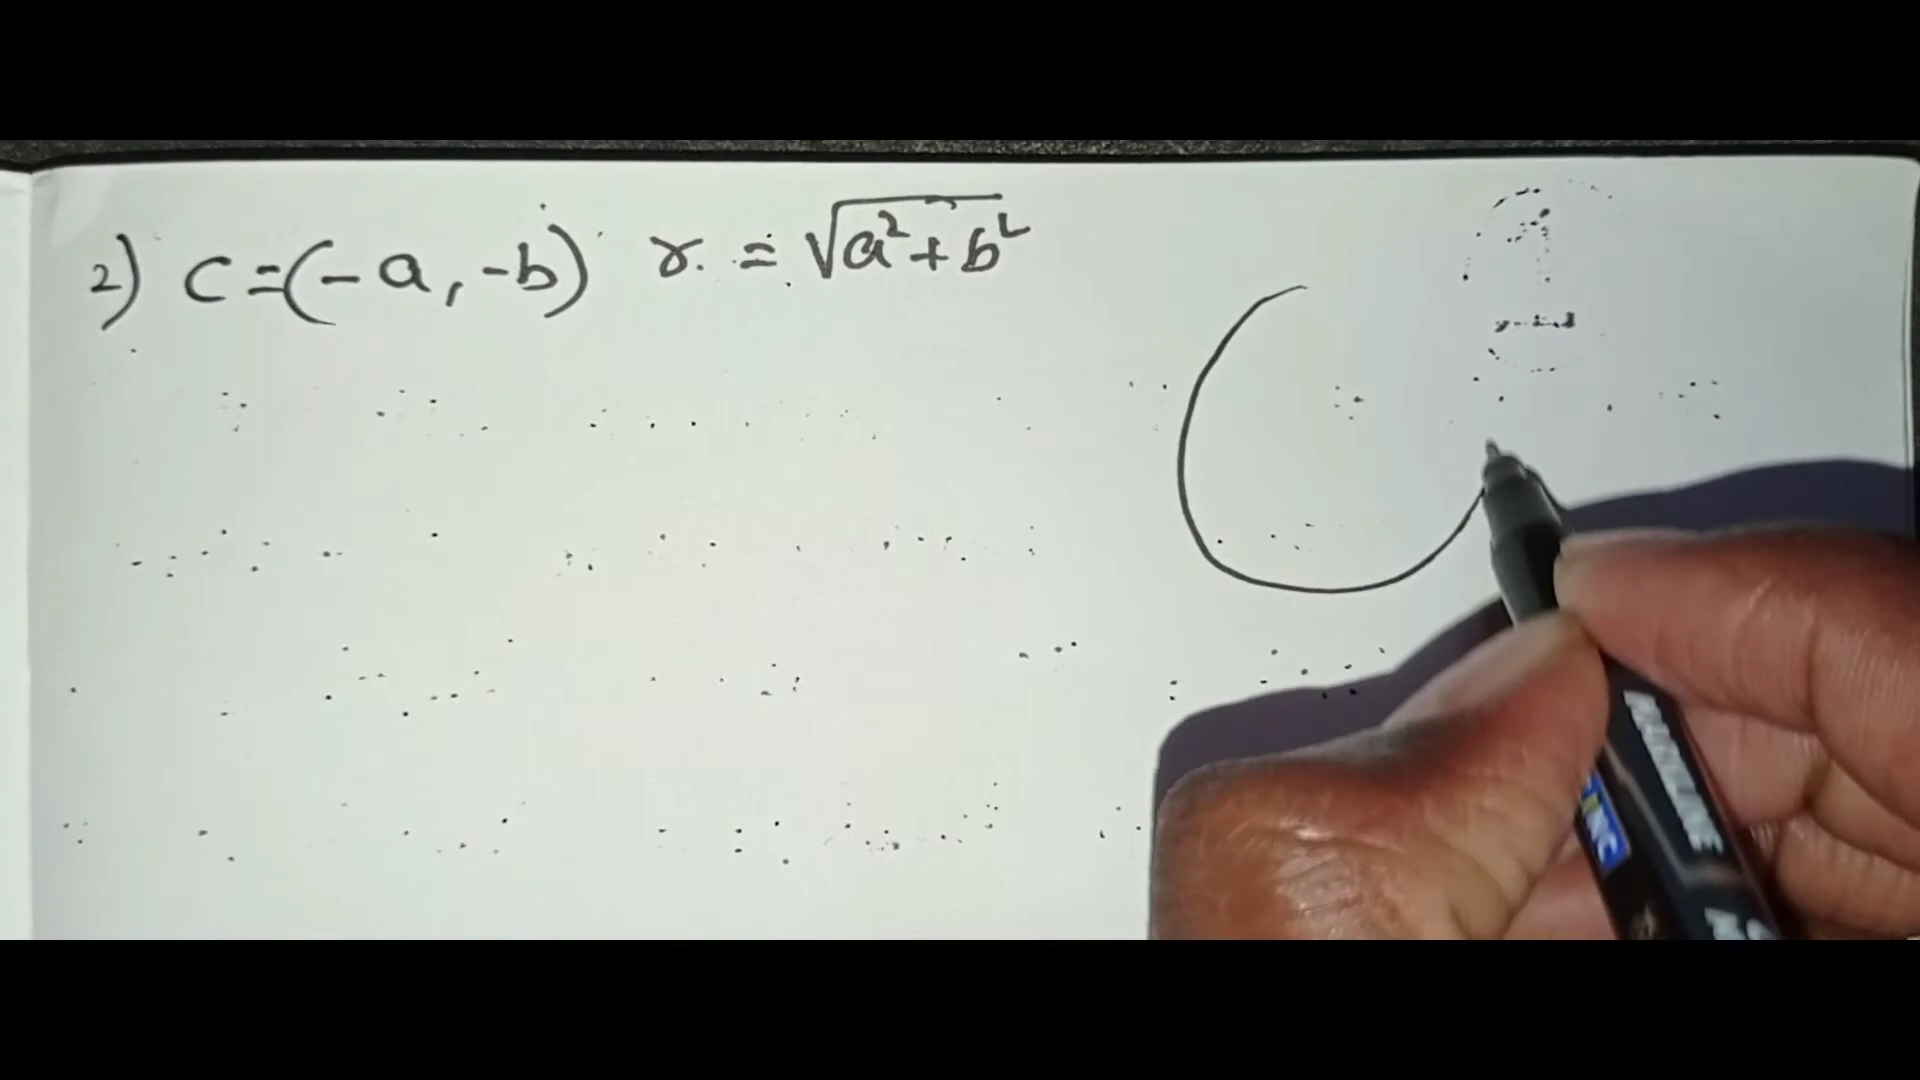 2) C=(-a, -b) r. = √a²+b²